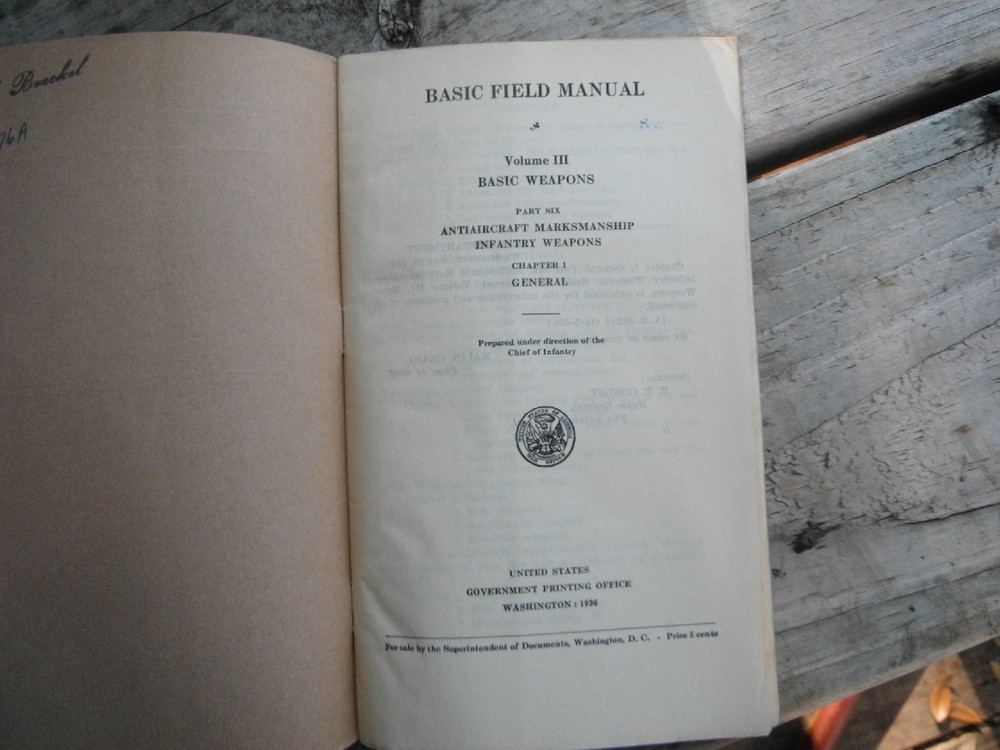 Breckel
76A
BASIC FIELD MANUAL
Volume III
BASIC WEAPONS
PART SIX
ANTIAIRCRAFT MARKSMANSHIP
INFANTRY WEAPONS
CHAPTER 1
GENERAL
Prepared under direction of the
Chief of Infantry
UNITED STATES
GOVERNMENT PRINTING OFFICE
WASHINGTON : 1936
For sale by the Superintendent of Documents, Washington, D. C. - Price 5 cents